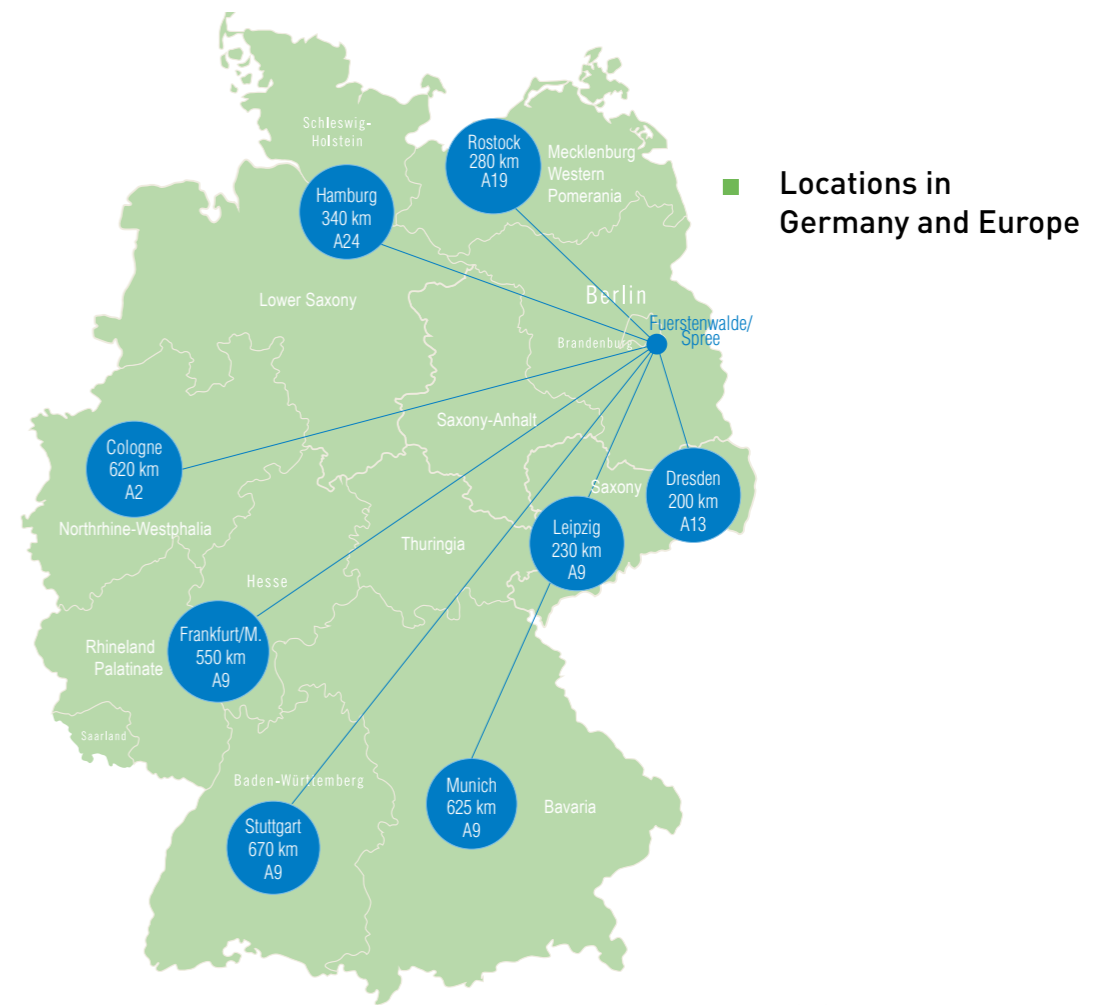 Schleswig-
Holstein
Rostock
280 km
A19
Mecklenburg
Western
Pomerania
Locations in
Germany and Europe
Hamburg
340 km
A24
Lower Saxony
Berlin
Fuerstenwalde/
Spree
Brandenburg
Saxony-Anhalt
Cologne
620 km
A2
Northrhine-Westphalia
Saxony
Dresden
200 km
A13
Leipzig
230 km
A9
Thuringia
Hesse
Frankfurt/M.
550 km
A9
Rhineland
Palatinate
Saarland
Baden-Württemberg
Stuttgart
670 km
A9
Munich
625 km
A9
Bavaria